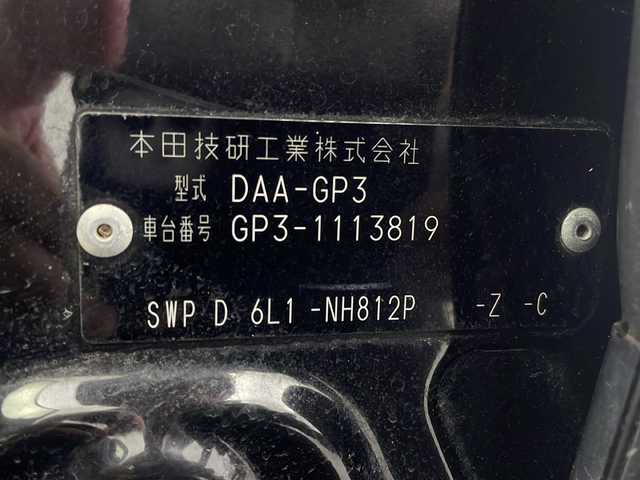 本田技研工業株式会社
型式 DAA-GP3
車台番号 GP3-1113819
SWP D 6L1 -NH812P -Z -C